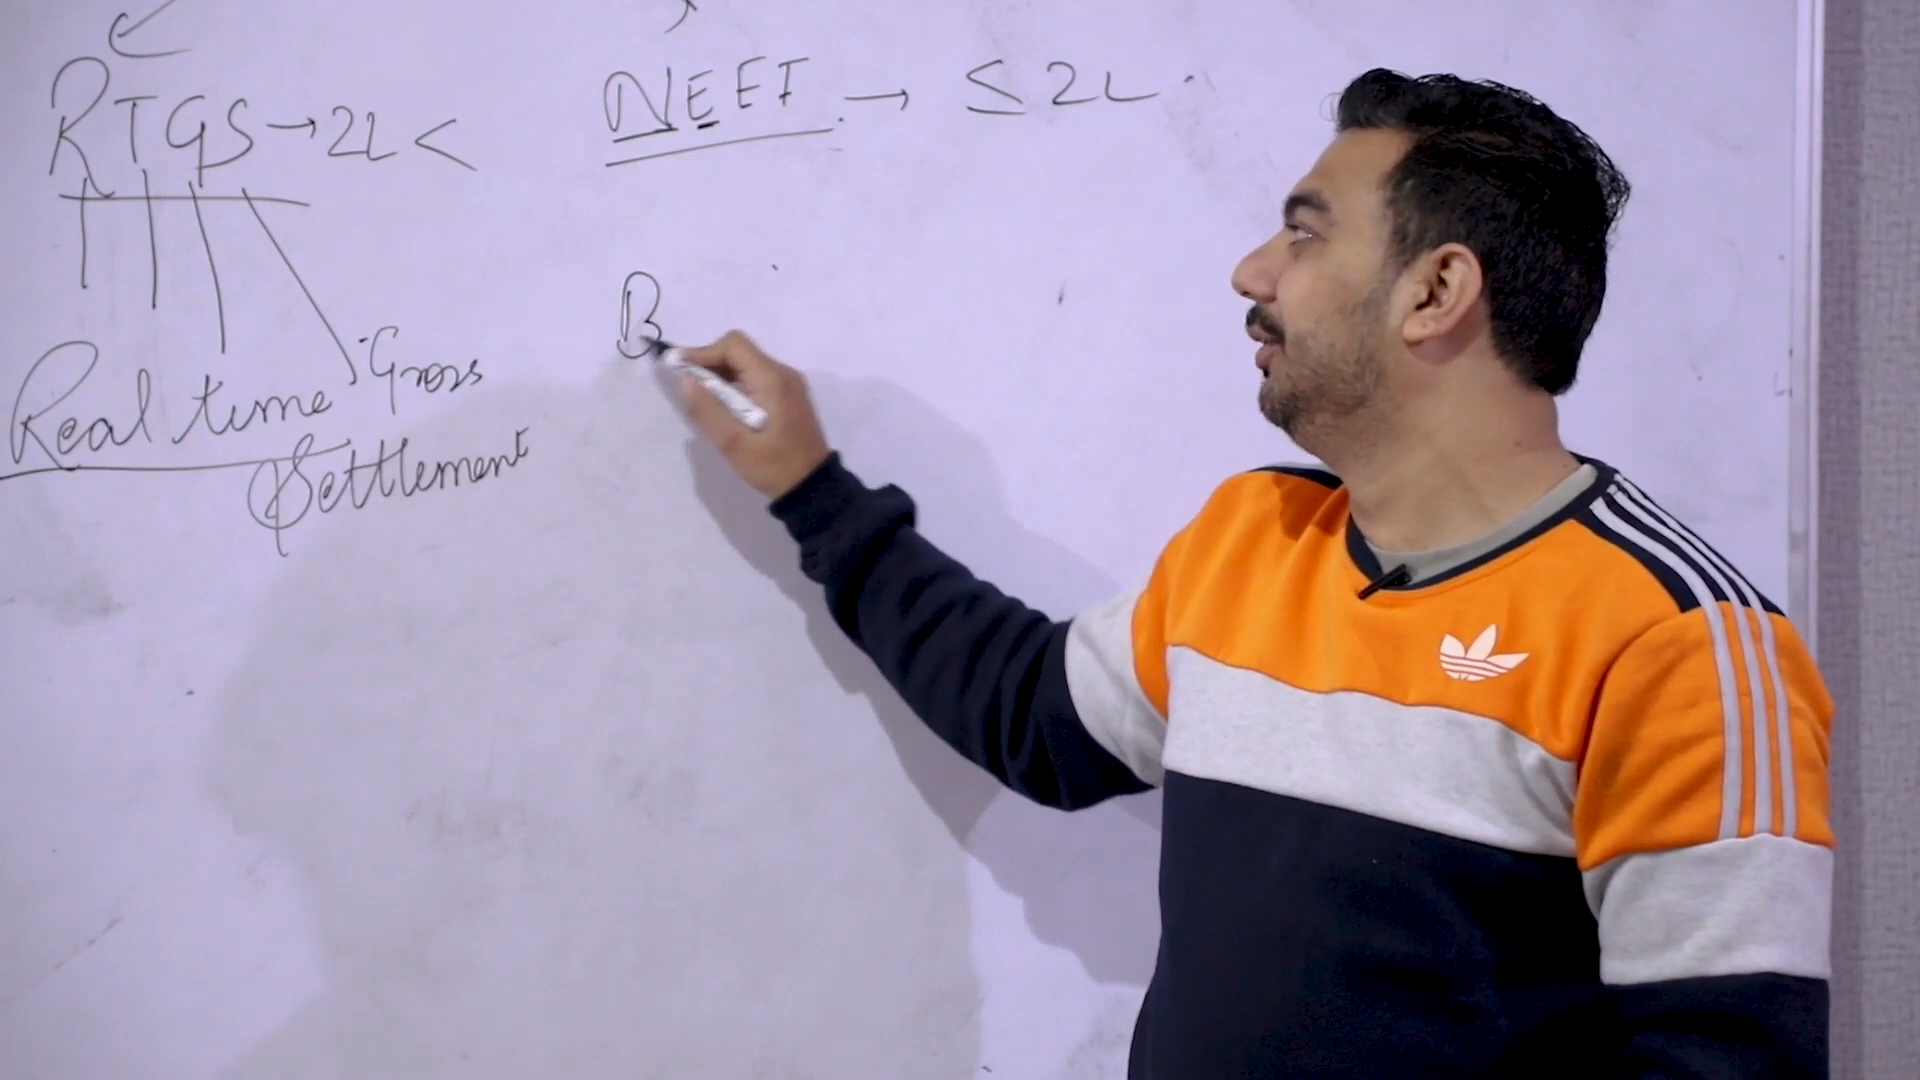 RTGS → 2L <
NEFT → ≤ 2L
Real time Gross
Settlement
B